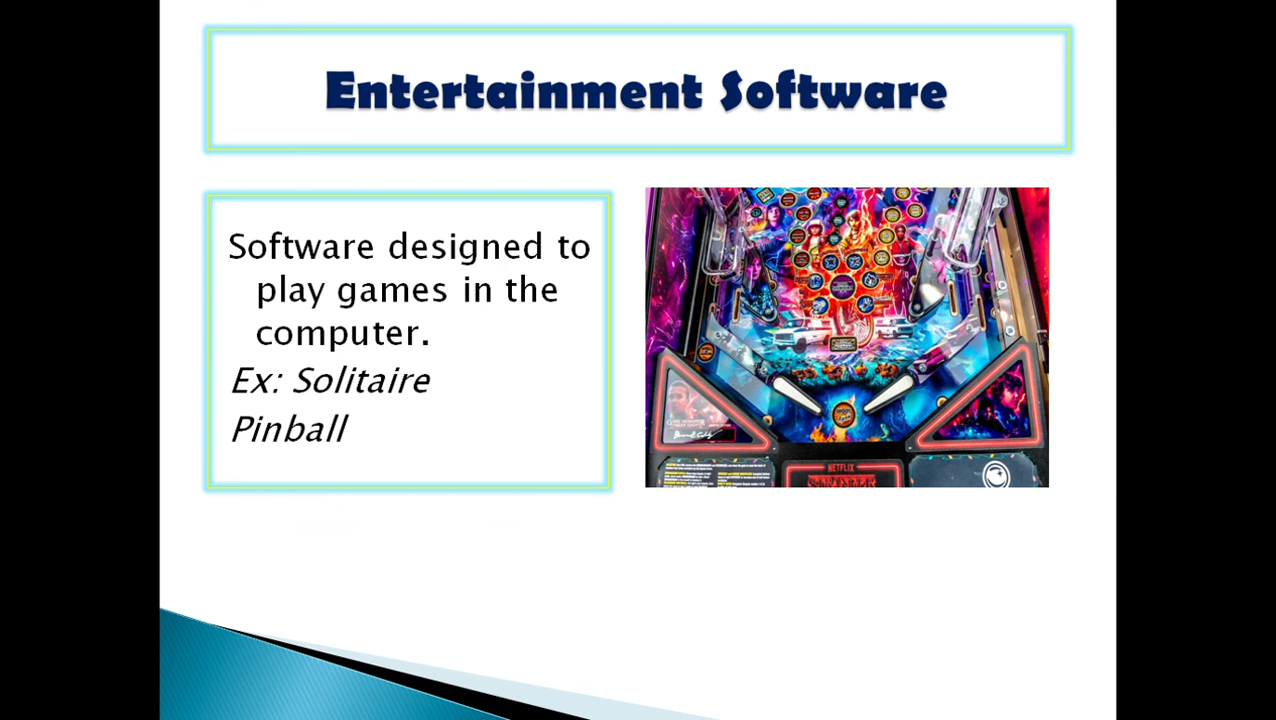 Entertainment Software
Software designed to
play games in the
computer.
Ex: Solitaire
Pinball
NETFLIX